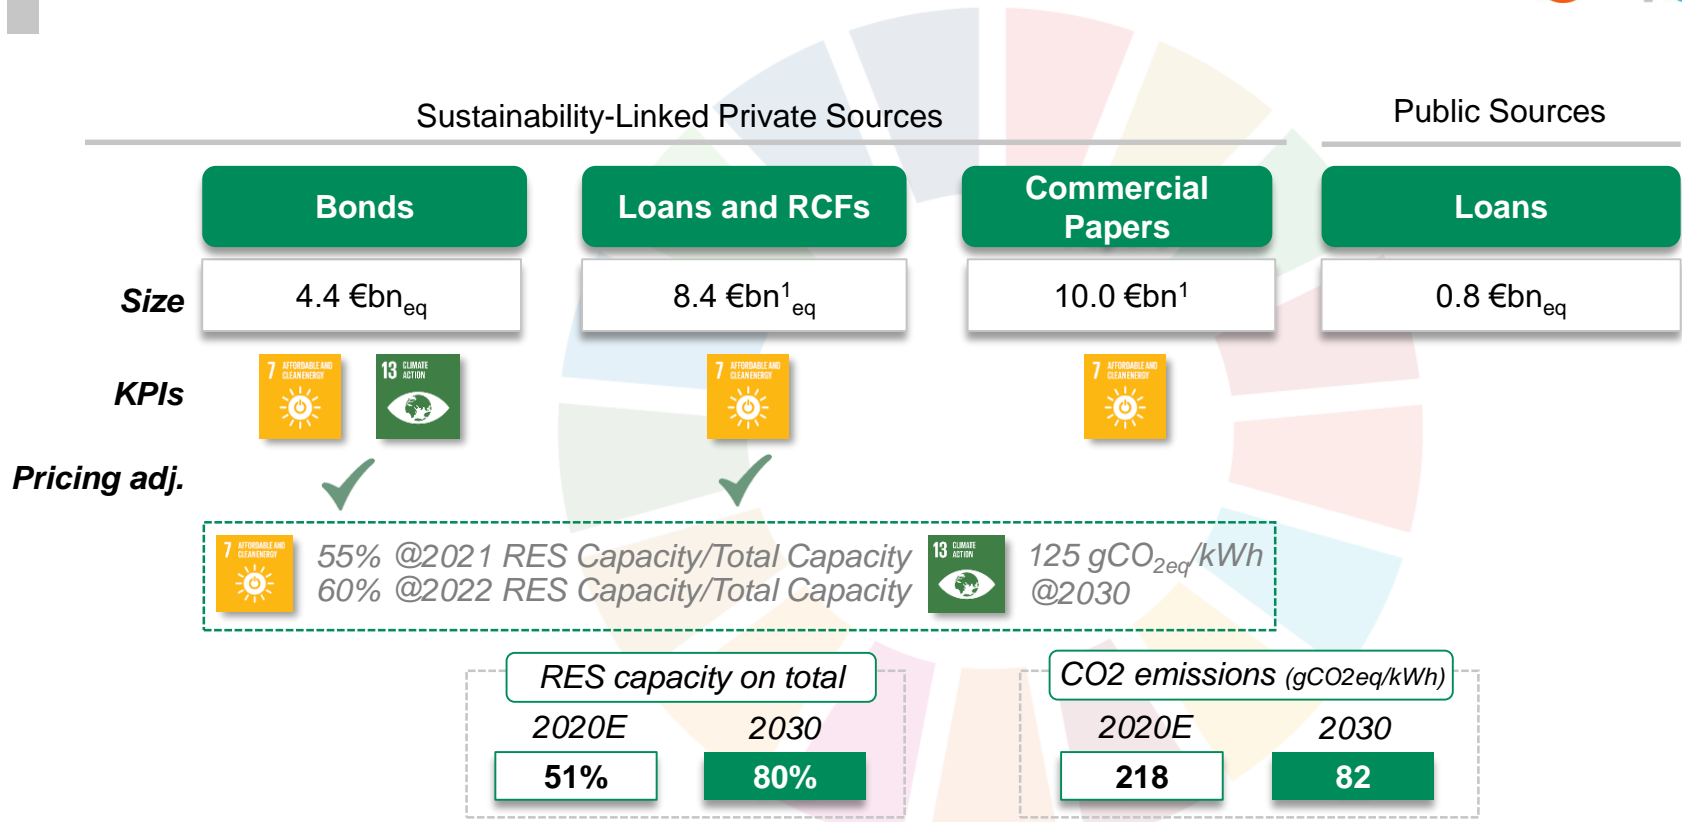 Sustainability-Linked Private Sources
Public Sources
Bonds
Loans and RCFs
Commercial
Papers
Loans
Size
4.4 €bn_eq
8.4 €bn¹_eq
10.0 €bn¹
0.8 €bn_eq
KPIs
7 AFFORDABLE AND
CLEAN ENERGY
13 CLIMATE
ACTION
7 AFFORDABLE AND
CLEAN ENERGY
7 AFFORDABLE AND
CLEAN ENERGY
Pricing adj.
7 AFFORDABLE AND
CLEAN ENERGY
55% @2021 RES Capacity/Total Capacity
60% @2022 RES Capacity/Total Capacity
13 CLIMATE
ACTION
125 gCO_2eq/kWh
@2030
RES capacity on total
2020E 2030
51% 80%
CO2 emissions (gCO2eq/kWh)
2020E 2030
218 82